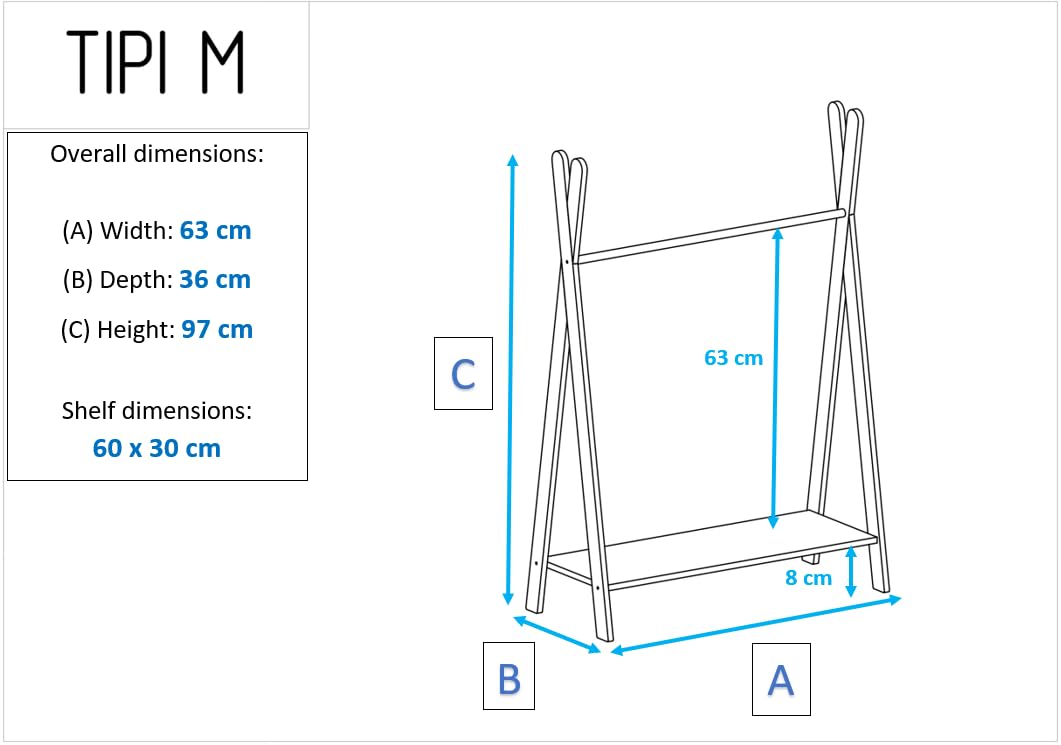 TIPI M
Overall dimensions:
(A) Width: 63 cm
(B) Depth: 36 cm
(C) Height: 97 cm
Shelf dimensions:
60 x 30 cm
C
63 cm
8 cm
B
A